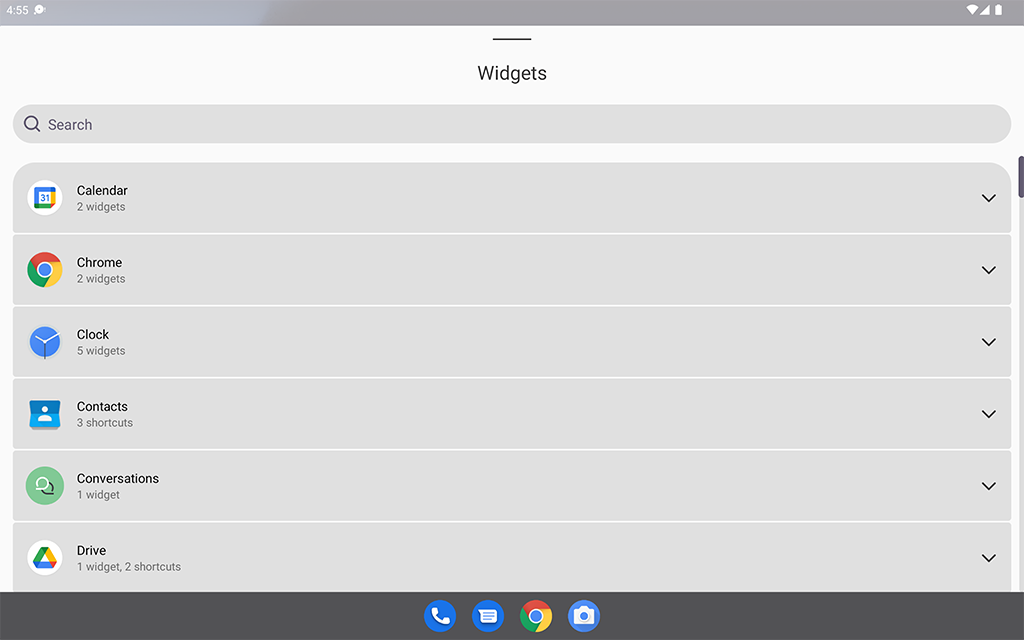 4:55
Widgets
Search
Calendar
2 widgets
31
Chrome
2 widgets
Clock
5 widgets
Contacts
3 shortcuts
Conversations
1 widget
Drive
1 widget, 2 shortcuts